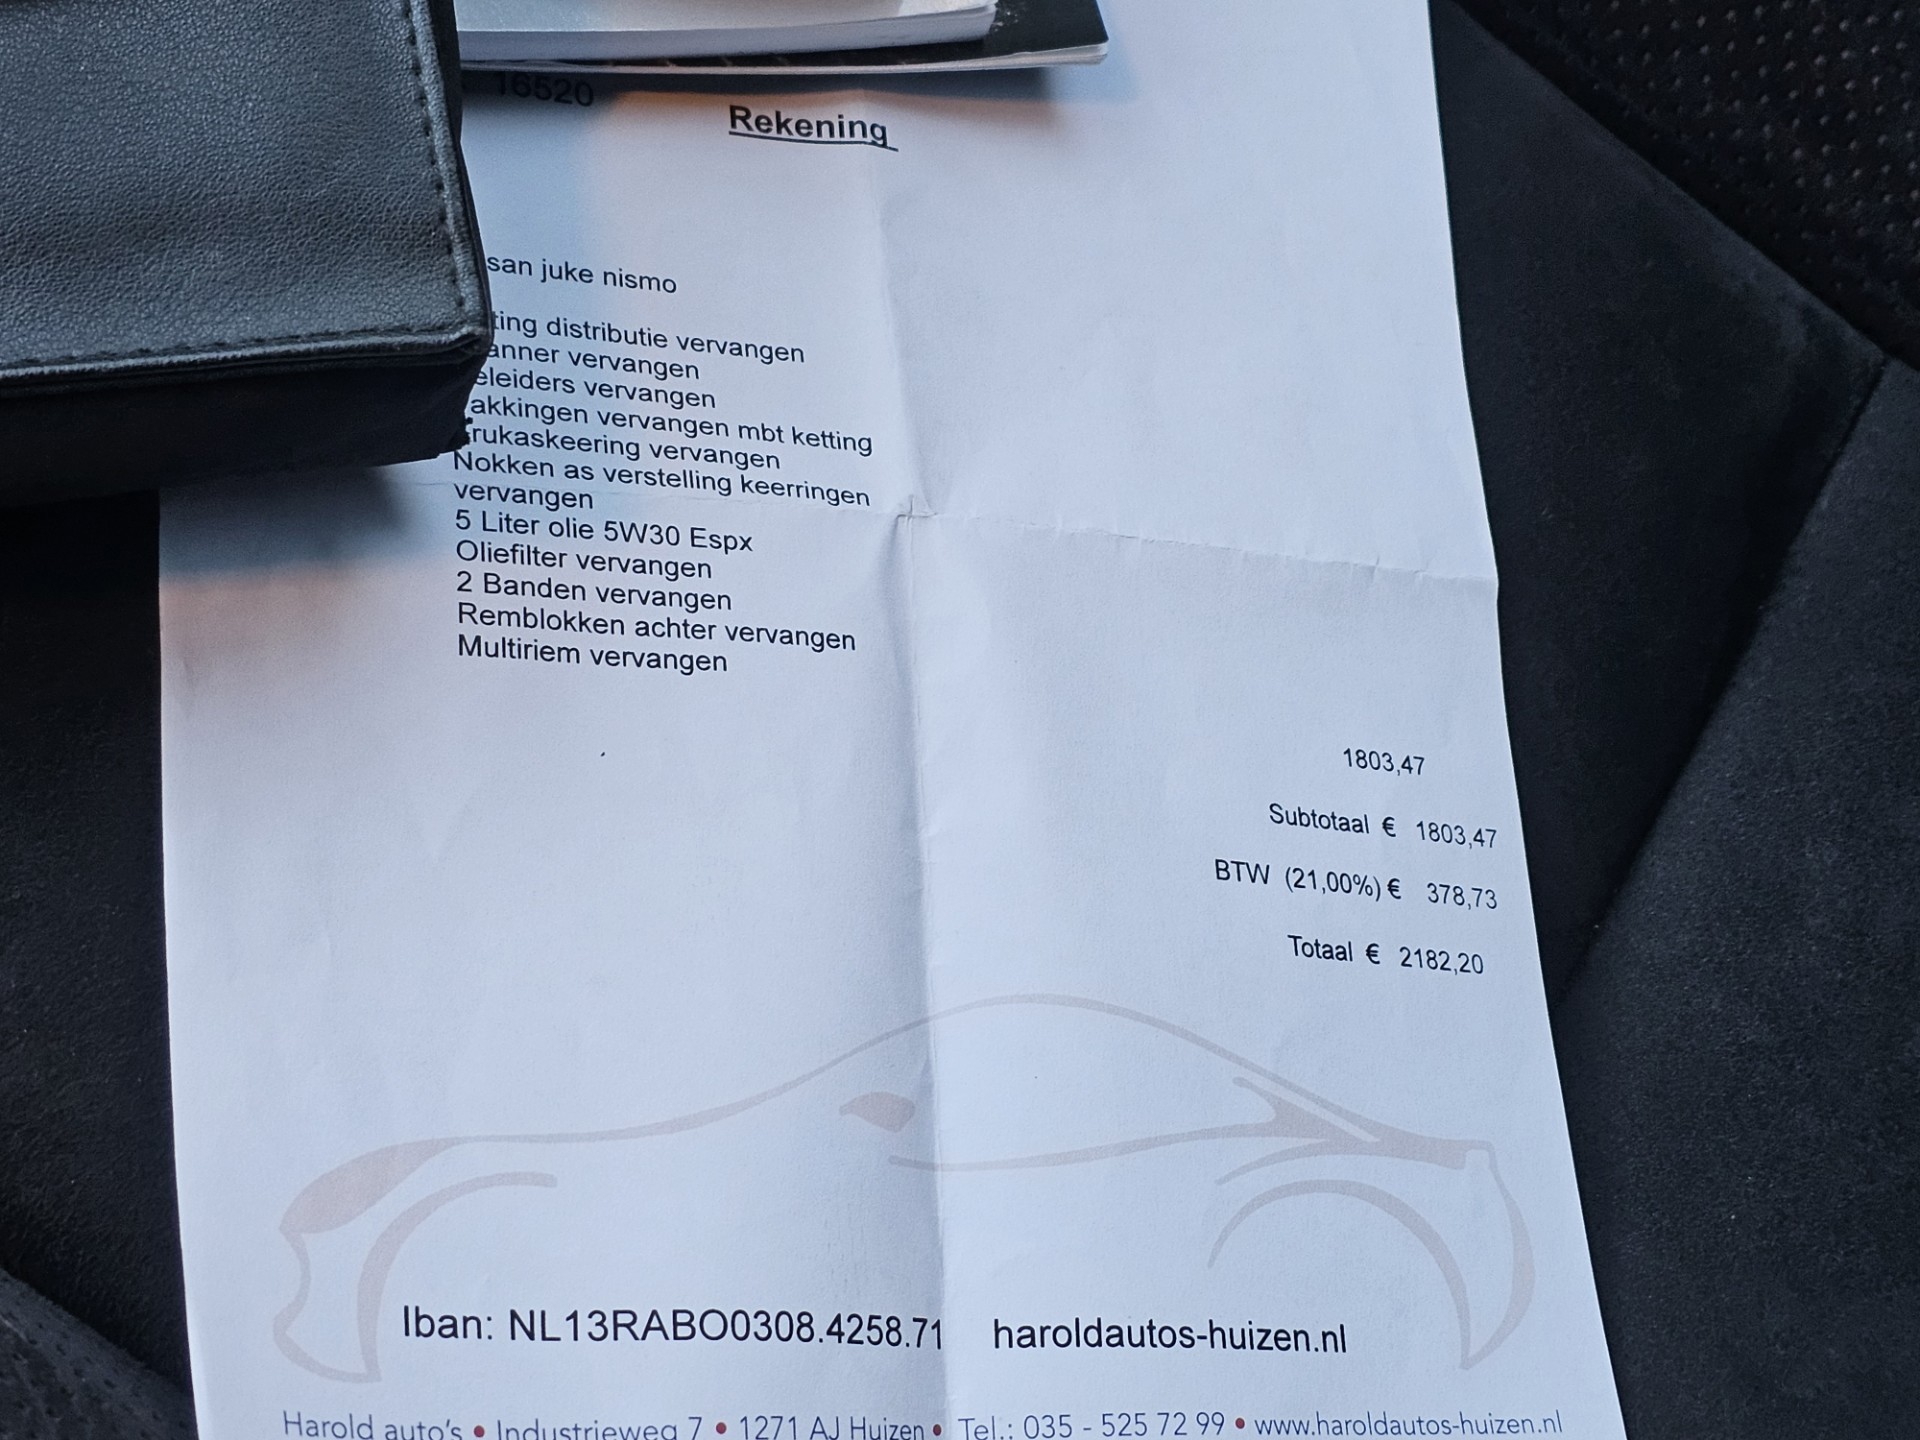 16520
Rekening
san juke nismo
ting distributie vervangen
anner vervangen
eleiders vervangen
akkingen vervangen mbt ketting
rukaskeering vervangen
Nokken as verstelling keerringen
vervangen
5 Liter olie 5W30 Espx
Oliefilter vervangen
2 Banden vervangen
Remblokken achter vervangen
Multiriem vervangen
1803,47
Subtotaal € 1803,47
BTW (21,00%) € 378,73
Totaal € 2182,20
Iban: NL13RABO0308.4258.71 haroldautos-huizen.nl
Harold auto's • Industrieweg 7 • 1271 AJ Huizen • Tel.: 035 - 525 72 99 • www.haroldautos-huizen.nl